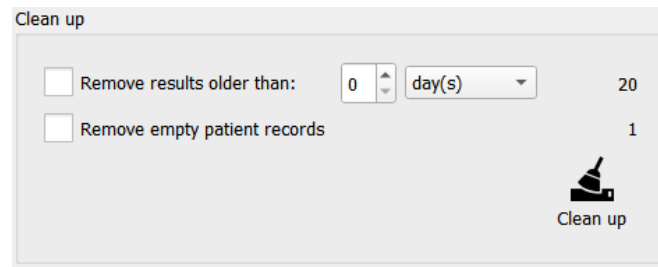 Clean up
Remove results older than: 0 day(s) 20
Remove empty patient records 1
Clean up